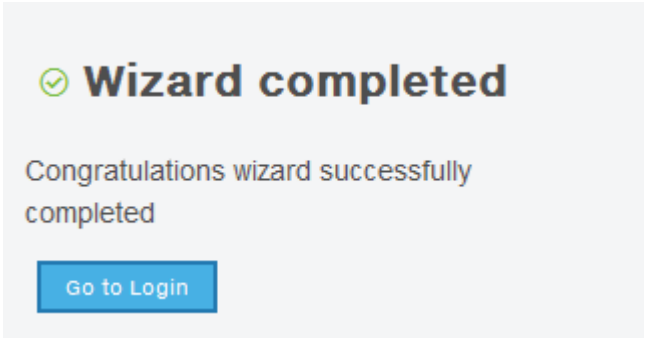 Wizard completed
Congratulations wizard successfully
completed
Go to Login